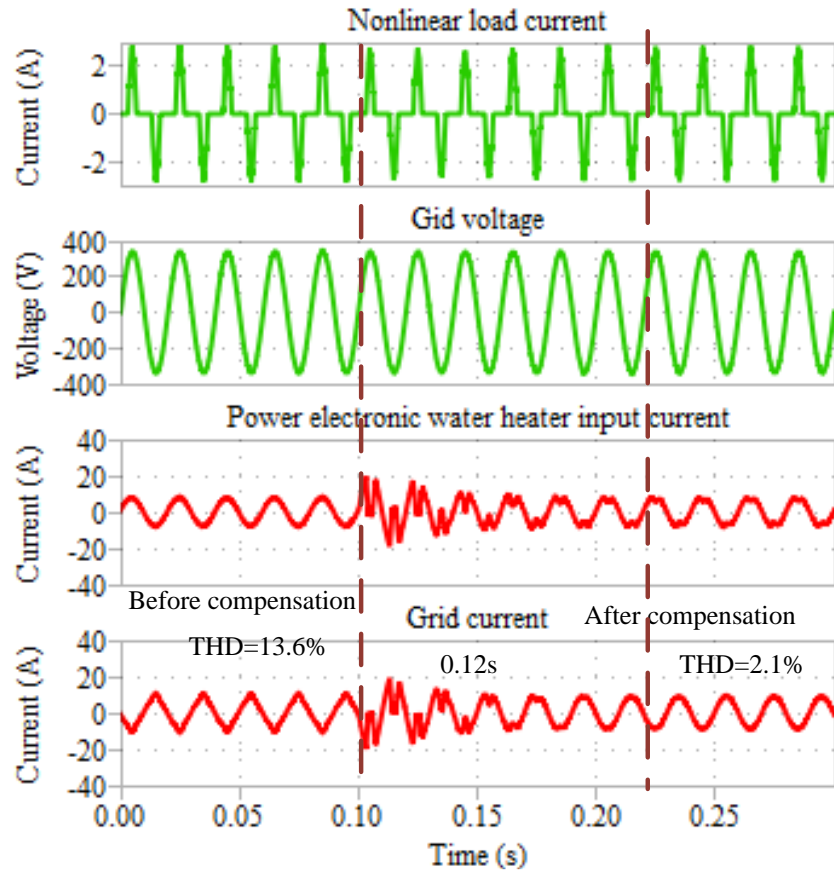 Nonlinear load current
Current (A)
2
0
-2
Gid voltage
Voltage (V)
400
200
0
-200
-400
Power electronic water heater input current
Current (A)
40
20
0
-20
-40
Before compensation
Grid current
After compensation
THD=13.6%
0.12s
THD=2.1%
Current (A)
40
20
0
-20
-40
0.00 0.05 0.10 0.15 0.20 0.25
Time (s)